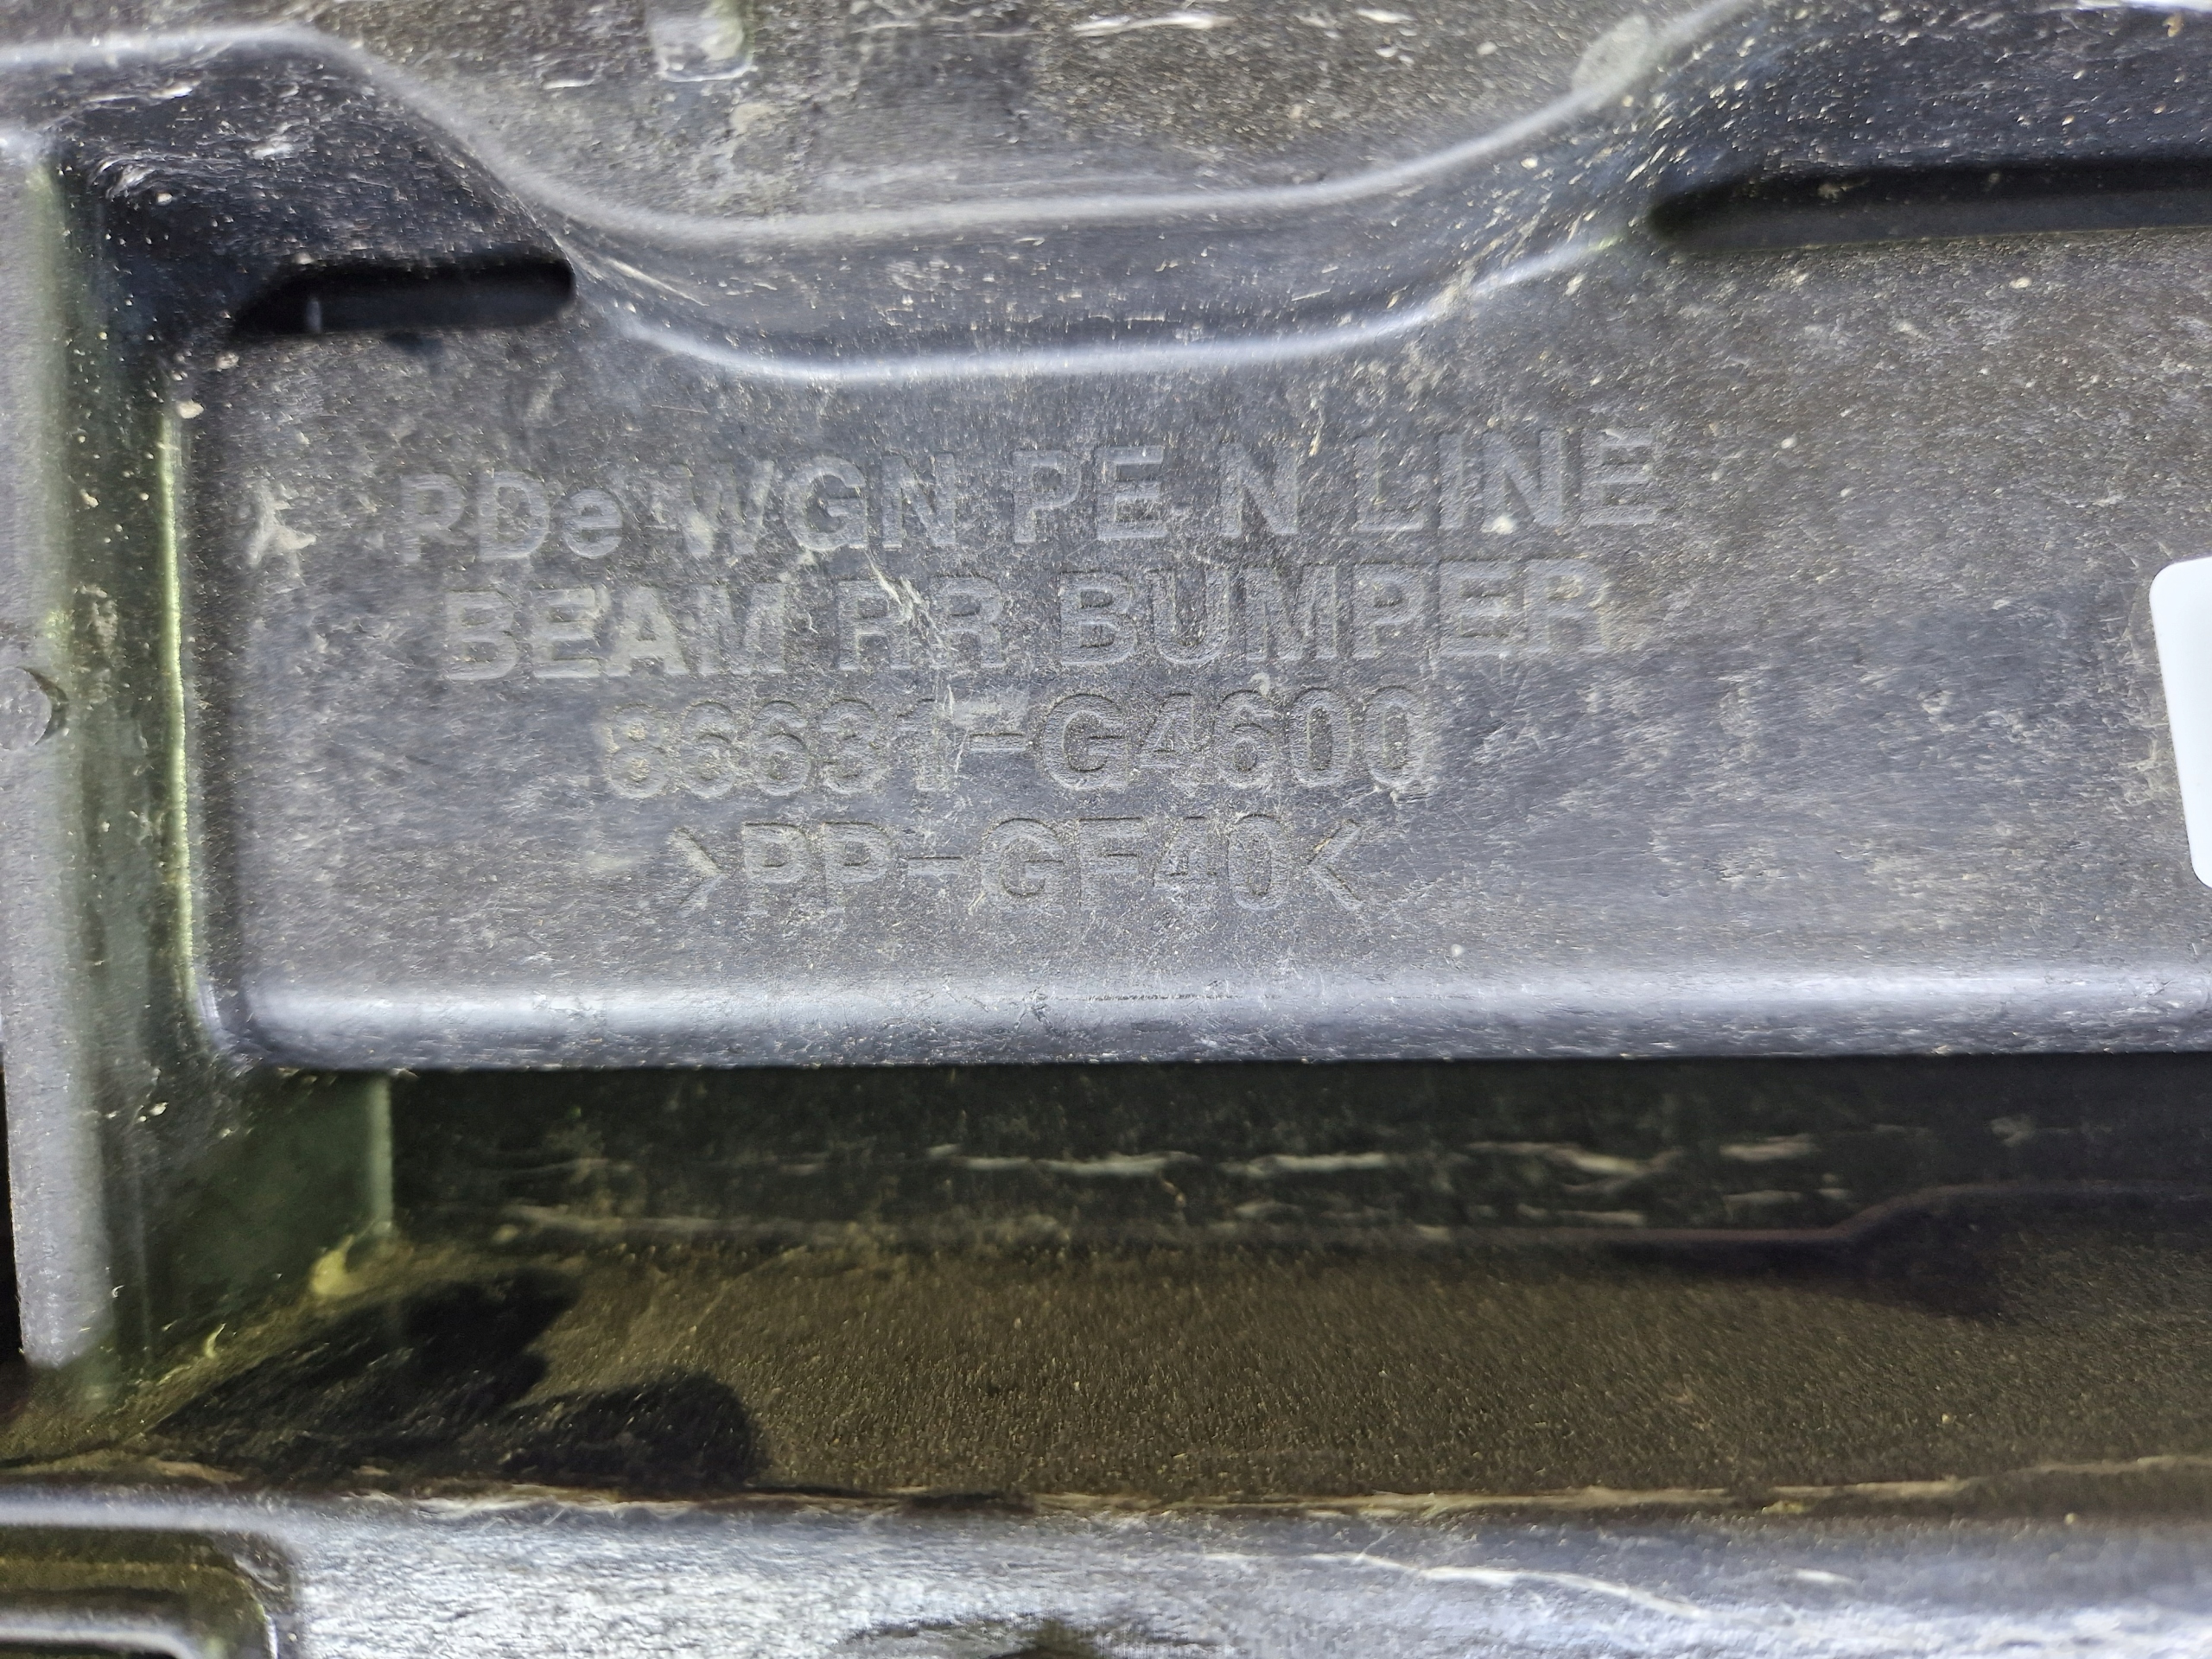 PDe WGN PE N LINE
BEAM RR BUMPER
86631-G4600
>PP-GF40<